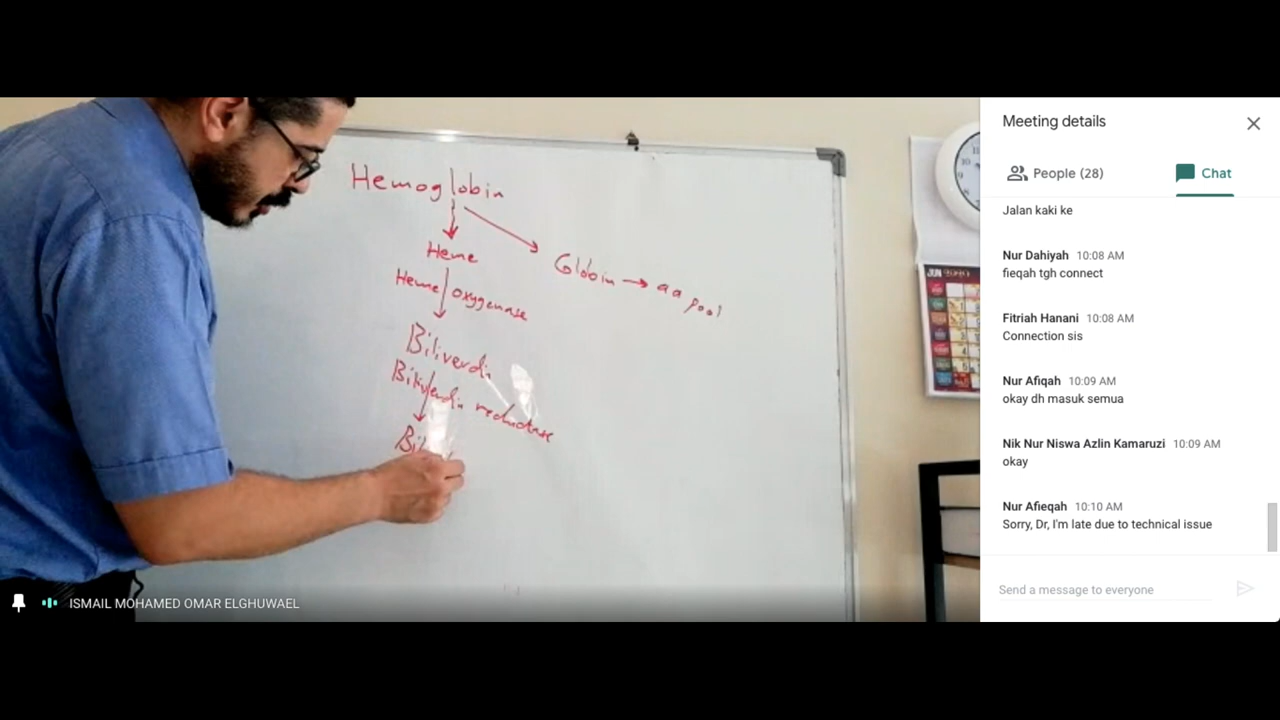 Hemoglobin
Heme
Globin → aa pool
Heme oxygenase
Biliverdin
Biliverdin reductase
Bil
JUN
ISMAIL MOHAMED OMAR ELGHUWAEL
Meeting details
People (28)
Chat
Jalan kaki ke
Nur Dahiyah 10:08 AM
fieqah tgh connect
Fitriah Hanani 10:08 AM
Connection sis
Nur Afiqah 10:09 AM
okay dh masuk semua
Nik Nur Niswa Azlin Kamaruzi 10:09 AM
okay
Nur Afieqah 10:10 AM
Sorry, Dr, I'm late due to technical issue
Send a message to everyone